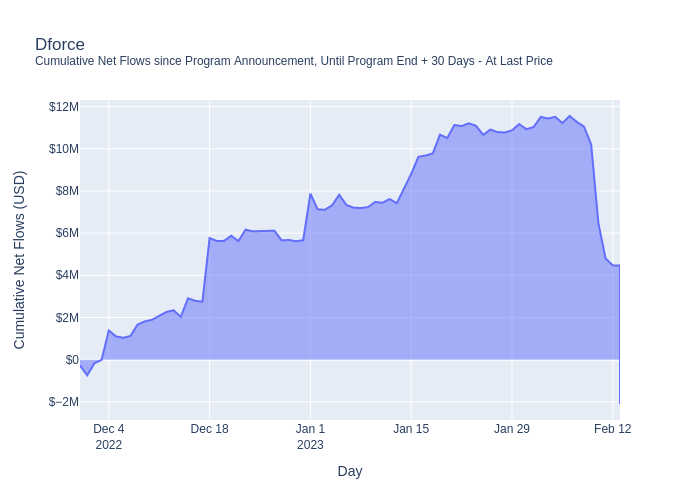 Dforce
Cumulative Net Flows since Program Announcement, Until Program End + 30 Days - At Last Price
Cumulative Net Flows (USD)
$12M
$10M
$8M
$6M
$4M
$2M
$0
$−2M
Dec 4
2022
Dec 18
Jan 1
2023
Jan 15
Jan 29
Feb 12
Day